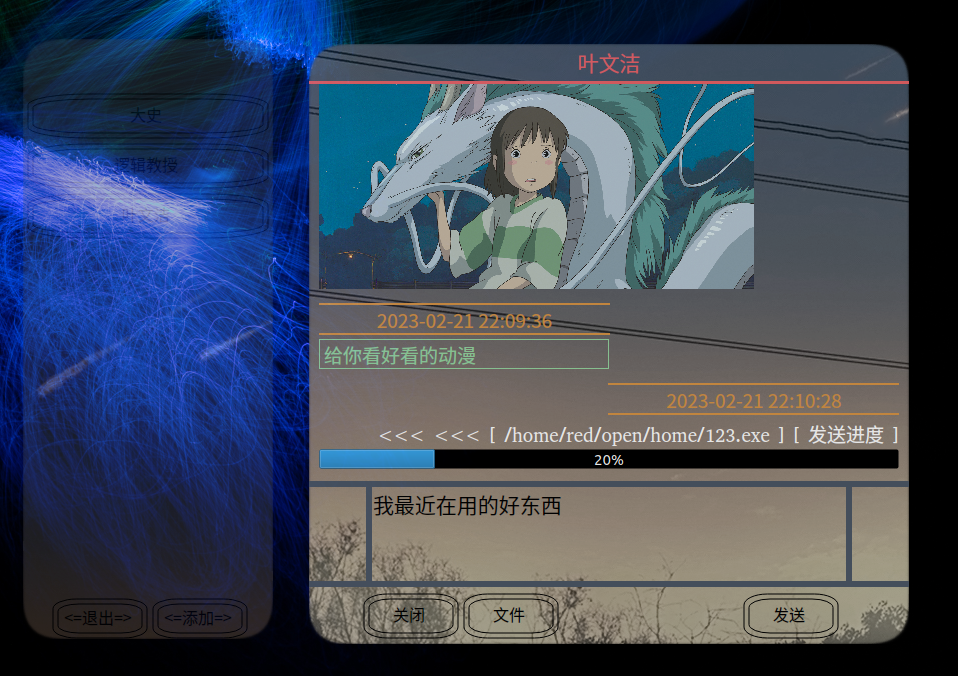 大史
逻辑教授
<=退出=>
<=添加=>
叶文洁
2023-02-21 22:09:36
给你看好看的动漫
2023-02-21 22:10:28
<<< <<< [ /home/red/open/home/123.exe ] [ 发送进度 ]
20%
我最近在用的好东西
关闭
文件
发送